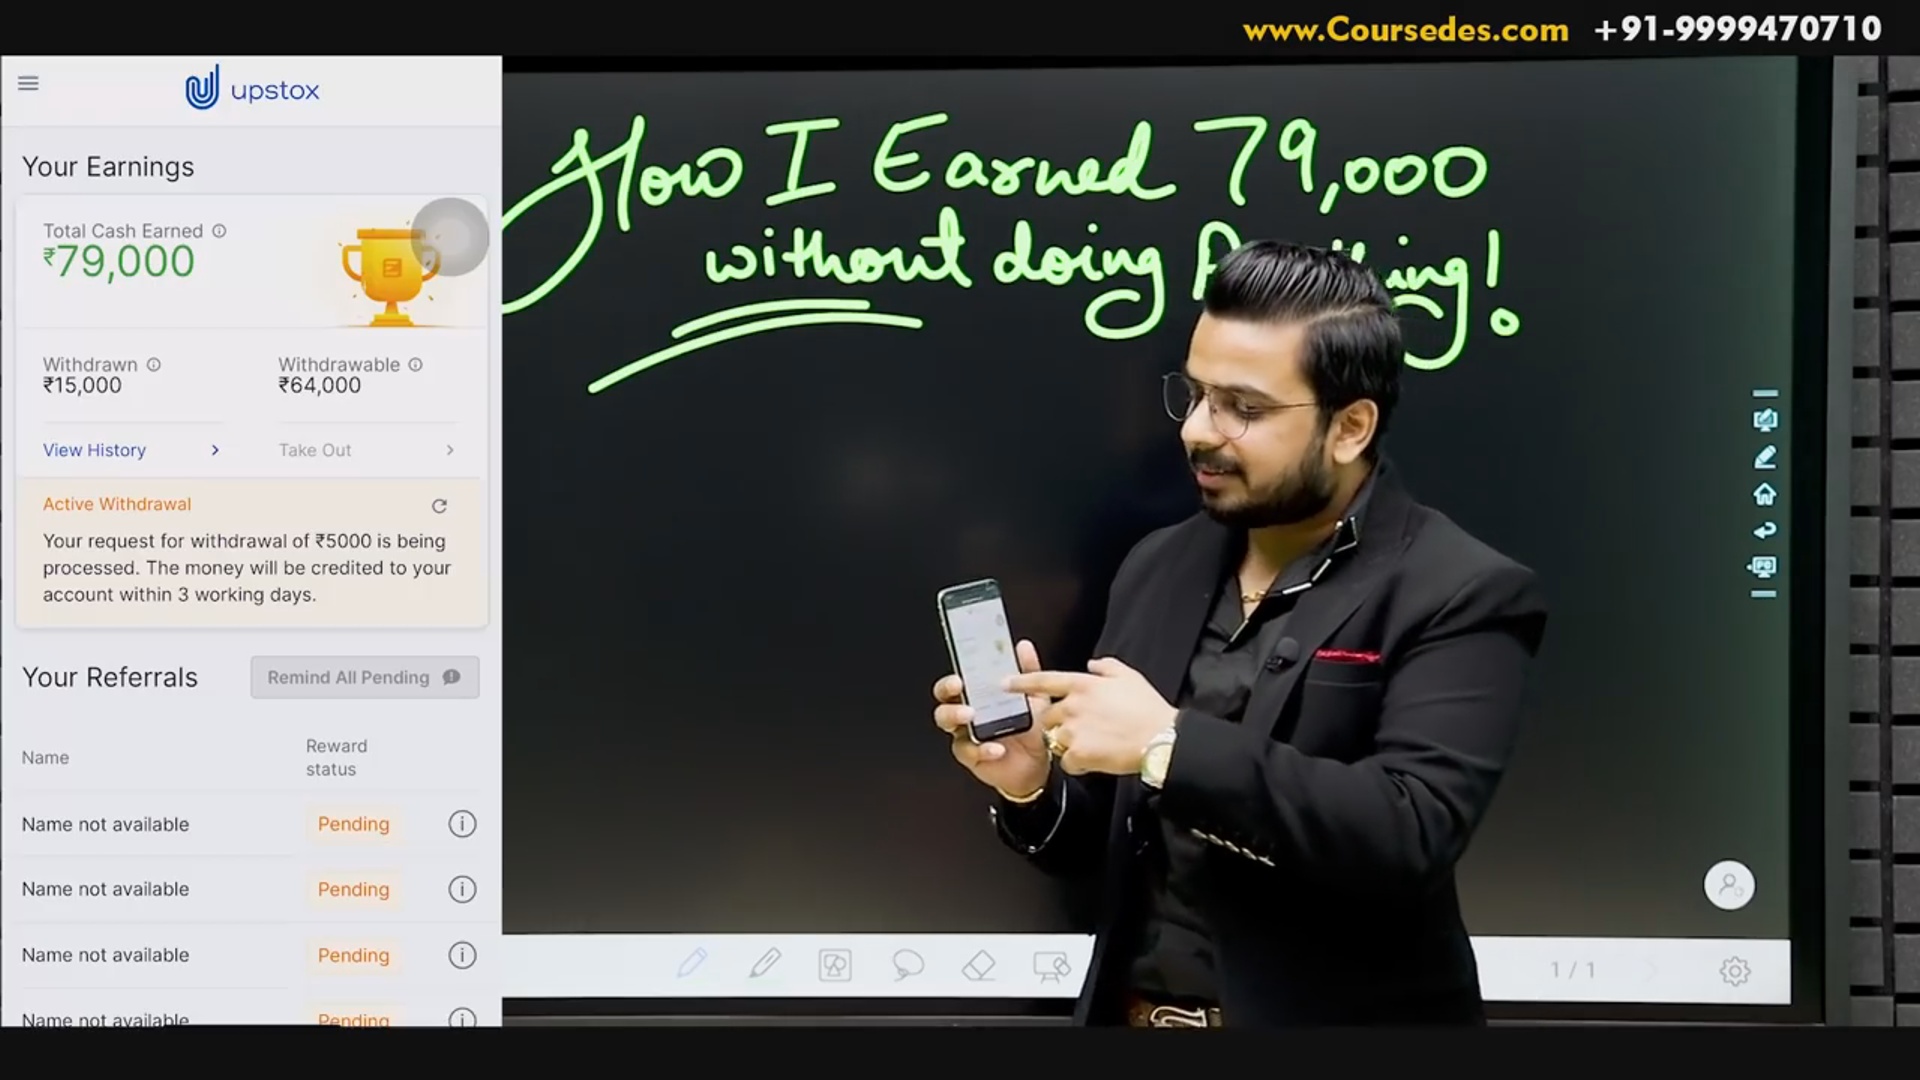 www.Coursedes.com +91-9999470710
upstox
Your Earnings
Total Cash Earned
₹79,000
Withdrawn
₹15,000
Withdrawable
₹64,000
View History
Take Out
Active Withdrawal
Your request for withdrawal of ₹5000 is being
processed. The money will be credited to your
account within 3 working days.
Your Referrals
Remind All Pending
Name
Reward
status
Name not available
Pending
Name not available
Pending
Name not available
Pending
Name not available
Pending
How I Earned 79,000
without doing
1 / 1